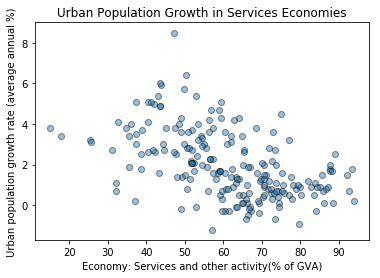 Urban Population Growth in Services Economies
Urban population growth rate (average annual %)
8
6
4
2
0
20 30 40 50 60 70 80 90
Economy: Services and other activity(% of GVA)